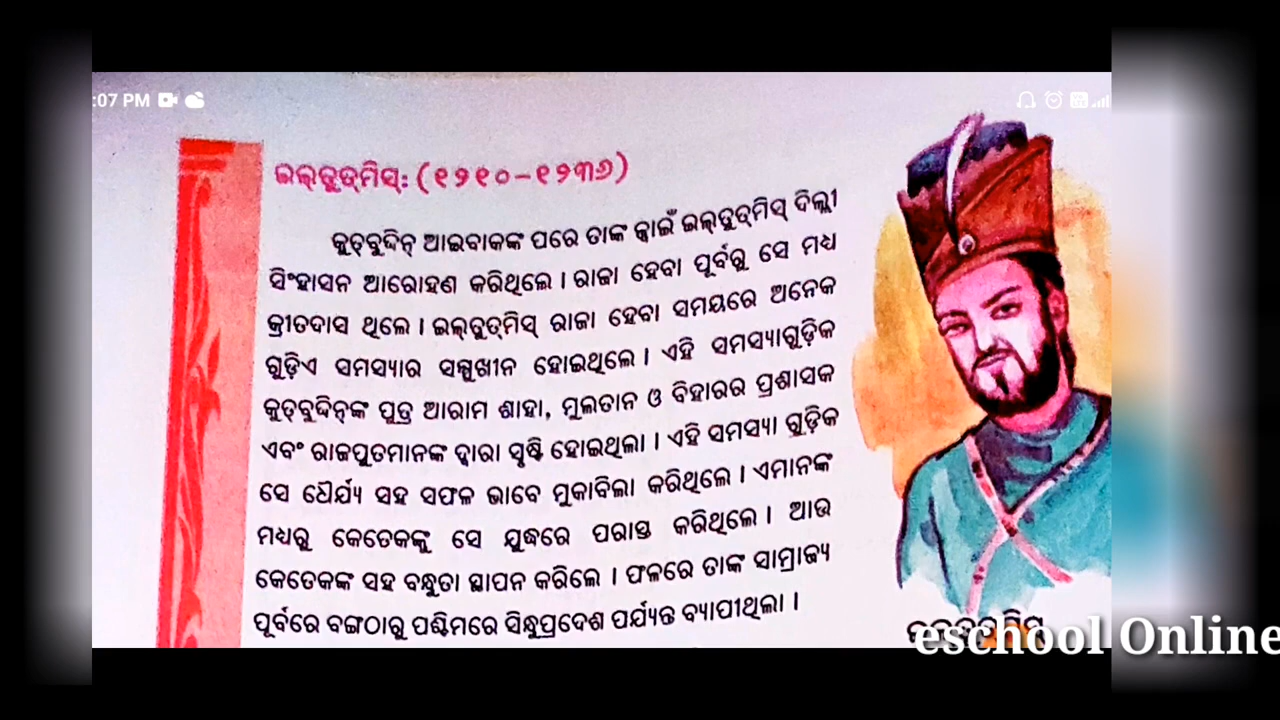 :07 PM
ଇଲ୍‌ତୁତ୍‌ମିସ୍‌: (୧୨୧୦-୧୨୩୬)
କୁତ୍‌ବୁଦ୍ଦିନ୍ ଆଇବାକଙ୍କ ପରେ ତାଙ୍କ ଜ୍ୱାଇଁ ଇଲ୍‌ତୁତ୍‌ମିସ୍ ଦିଲ୍ଲୀ
ସିଂହାସନ ଆରୋହଣ କରିଥିଲେ । ରାଜା ହେବା ପୂର୍ବରୁ ସେ ମଧ୍ୟ
କ୍ରୀତଦାସ ଥିଲେ । ଇଲ୍‌ତୁତ୍‌ମିସ୍ ରାଜା ହେବା ସମୟରେ ଅନେକ
ଗୁଡ଼ିଏ ସମସ୍ୟାର ସମ୍ମୁଖୀନ ହୋଇଥିଲେ । ଏହି ସମସ୍ୟାଗୁଡ଼ିକ
କୁତ୍‌ବୁଦ୍ଦିନ୍‌ଙ୍କ ପୁତ୍ର ଆରାମ ଶାହା, ମୁଲତାନ ଓ ବିହାରର ପ୍ରଶାସକ
ଏବଂ ରାଜପୁତମାନଙ୍କ ଦ୍ୱାରା ସୃଷ୍ଟି ହୋଇଥିଲା । ଏହି ସମସ୍ୟା ଗୁଡ଼ିକ
ସେ ଧୈର୍ଯ୍ୟ ସହ ସଫଳ ଭାବେ ମୁକାବିଲା କରିଥିଲେ । ଏମାନଙ୍କ
ମଧ୍ୟରୁ କେତେକଙ୍କୁ ସେ ଯୁଦ୍ଧରେ ପରାସ୍ତ କରିଥିଲେ । ଆଉ
କେତେକଙ୍କ ସହ ବନ୍ଧୁତା ସ୍ଥାପନ କରିଲେ । ଫଳରେ ତାଙ୍କ ସାମ୍ରାଜ୍ୟ
ପୂର୍ବରେ ବଙ୍ଗଠାରୁ ପଶ୍ଚିମରେ ସିନ୍ଧୁପ୍ରଦେଶ ପର୍ଯ୍ୟନ୍ତ ବ୍ୟାପୀଥିଲା ।
eschool Online